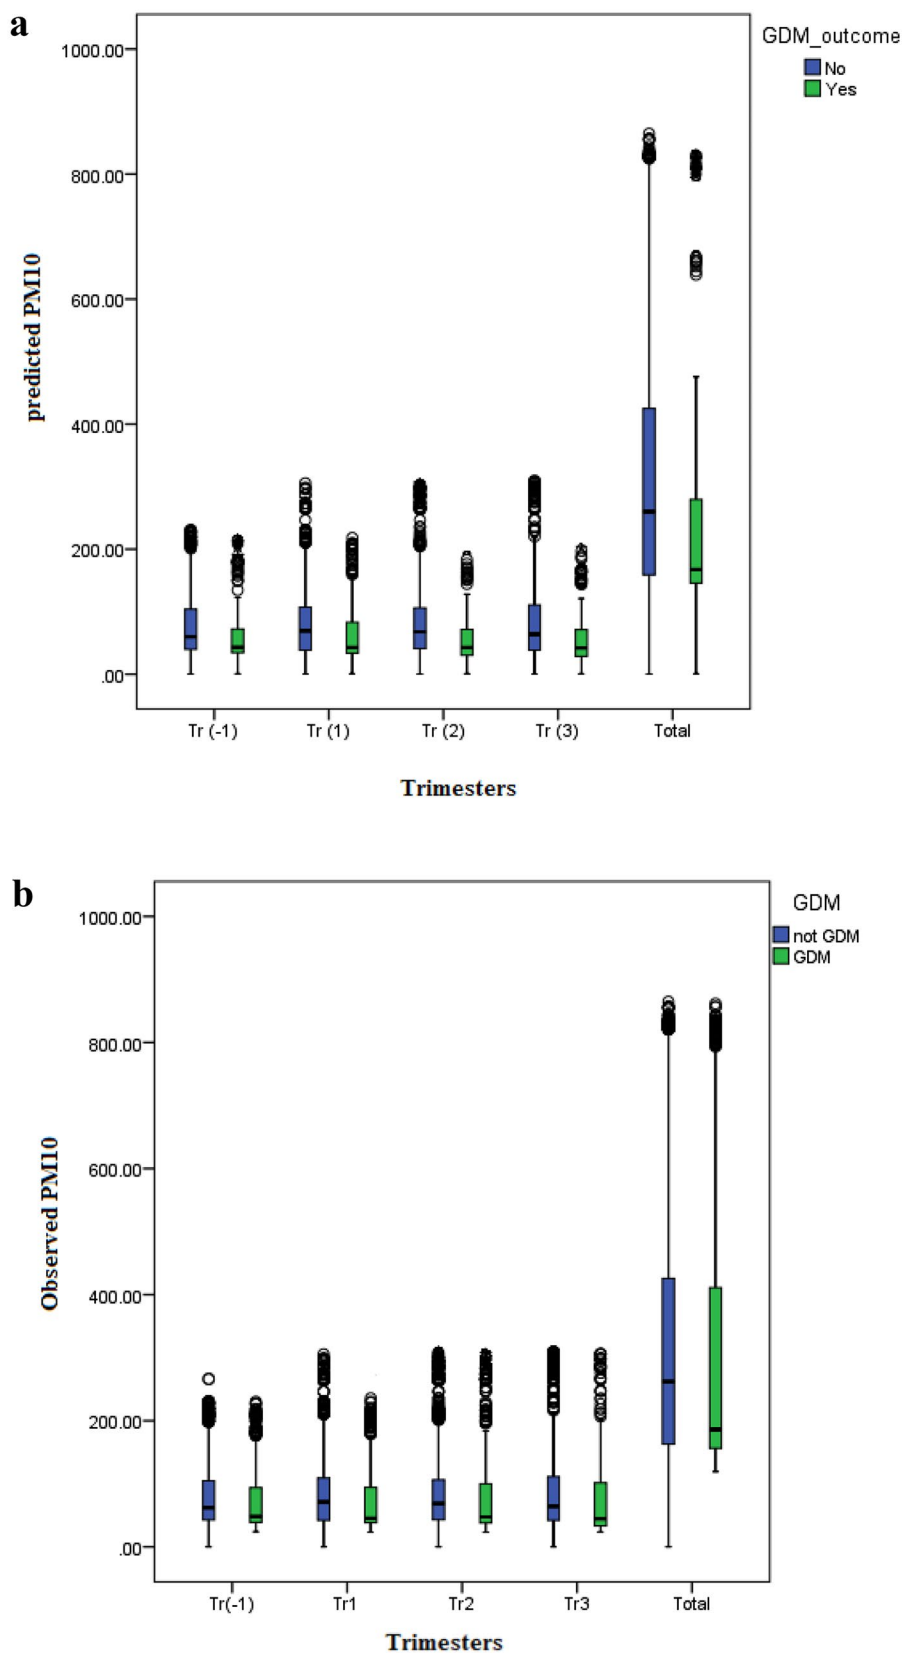 a
GDM_outcome
No
Yes
1000.00
800.00
600.00
400.00
200.00
.00
predicted PM10
Tr (-1) Tr (1) Tr (2) Tr (3) Total
Trimesters
b
GDM
not GDM
GDM
1000.00
800.00
600.00
400.00
200.00
.00
Observed PM10
Tr(-1) Tr1 Tr2 Tr3 Total
Trimesters